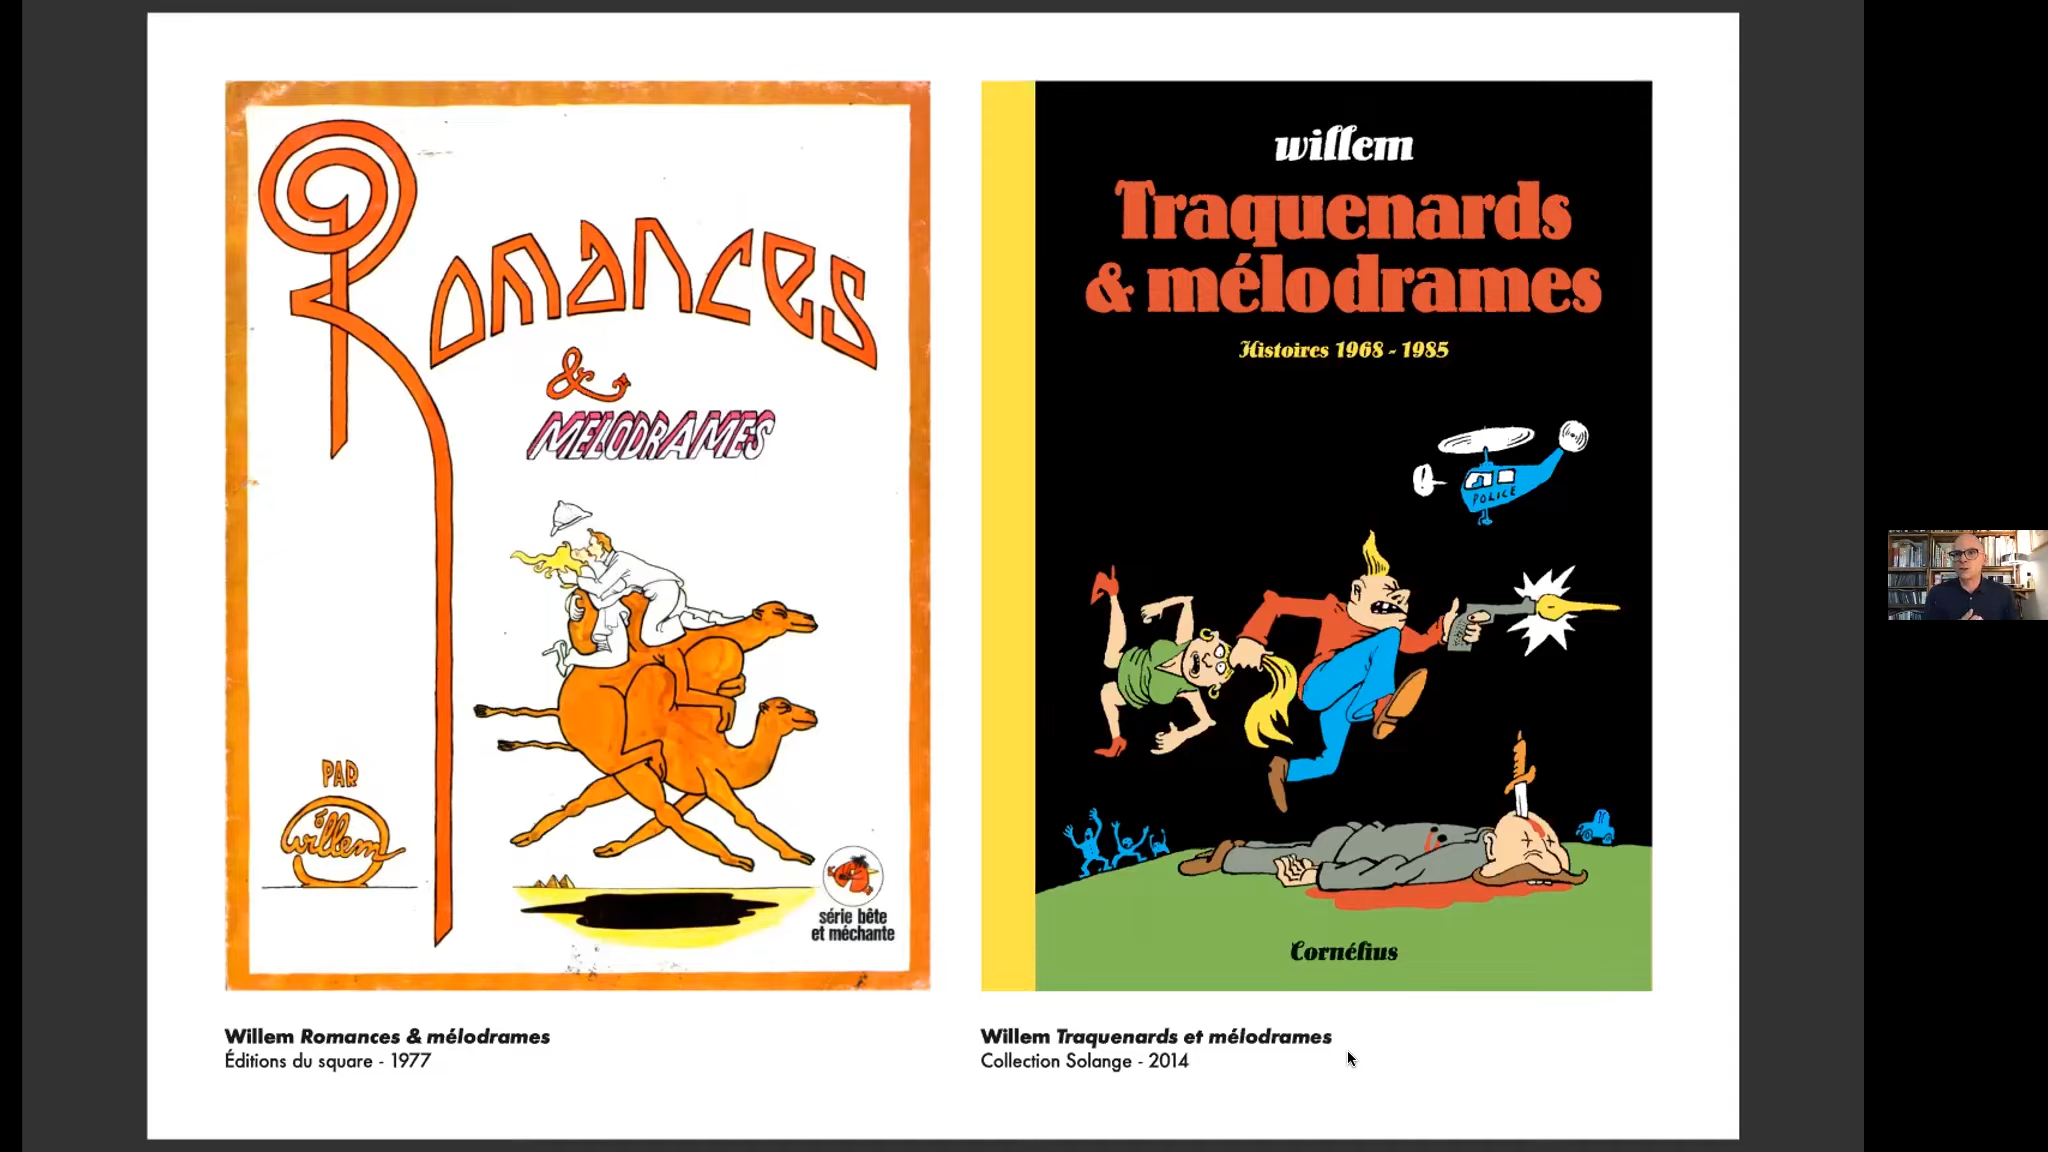 Romances
&
MELODRAMES
PAR
willem
série bête
et méchante
Willem Romances & mélodrames
Éditions du square - 1977
willem
Traquenards
& mélodrames
Histoires 1968 - 1985
POLICE
Cornélius
Willem Traquenards et mélodrames
Collection Solange - 2014